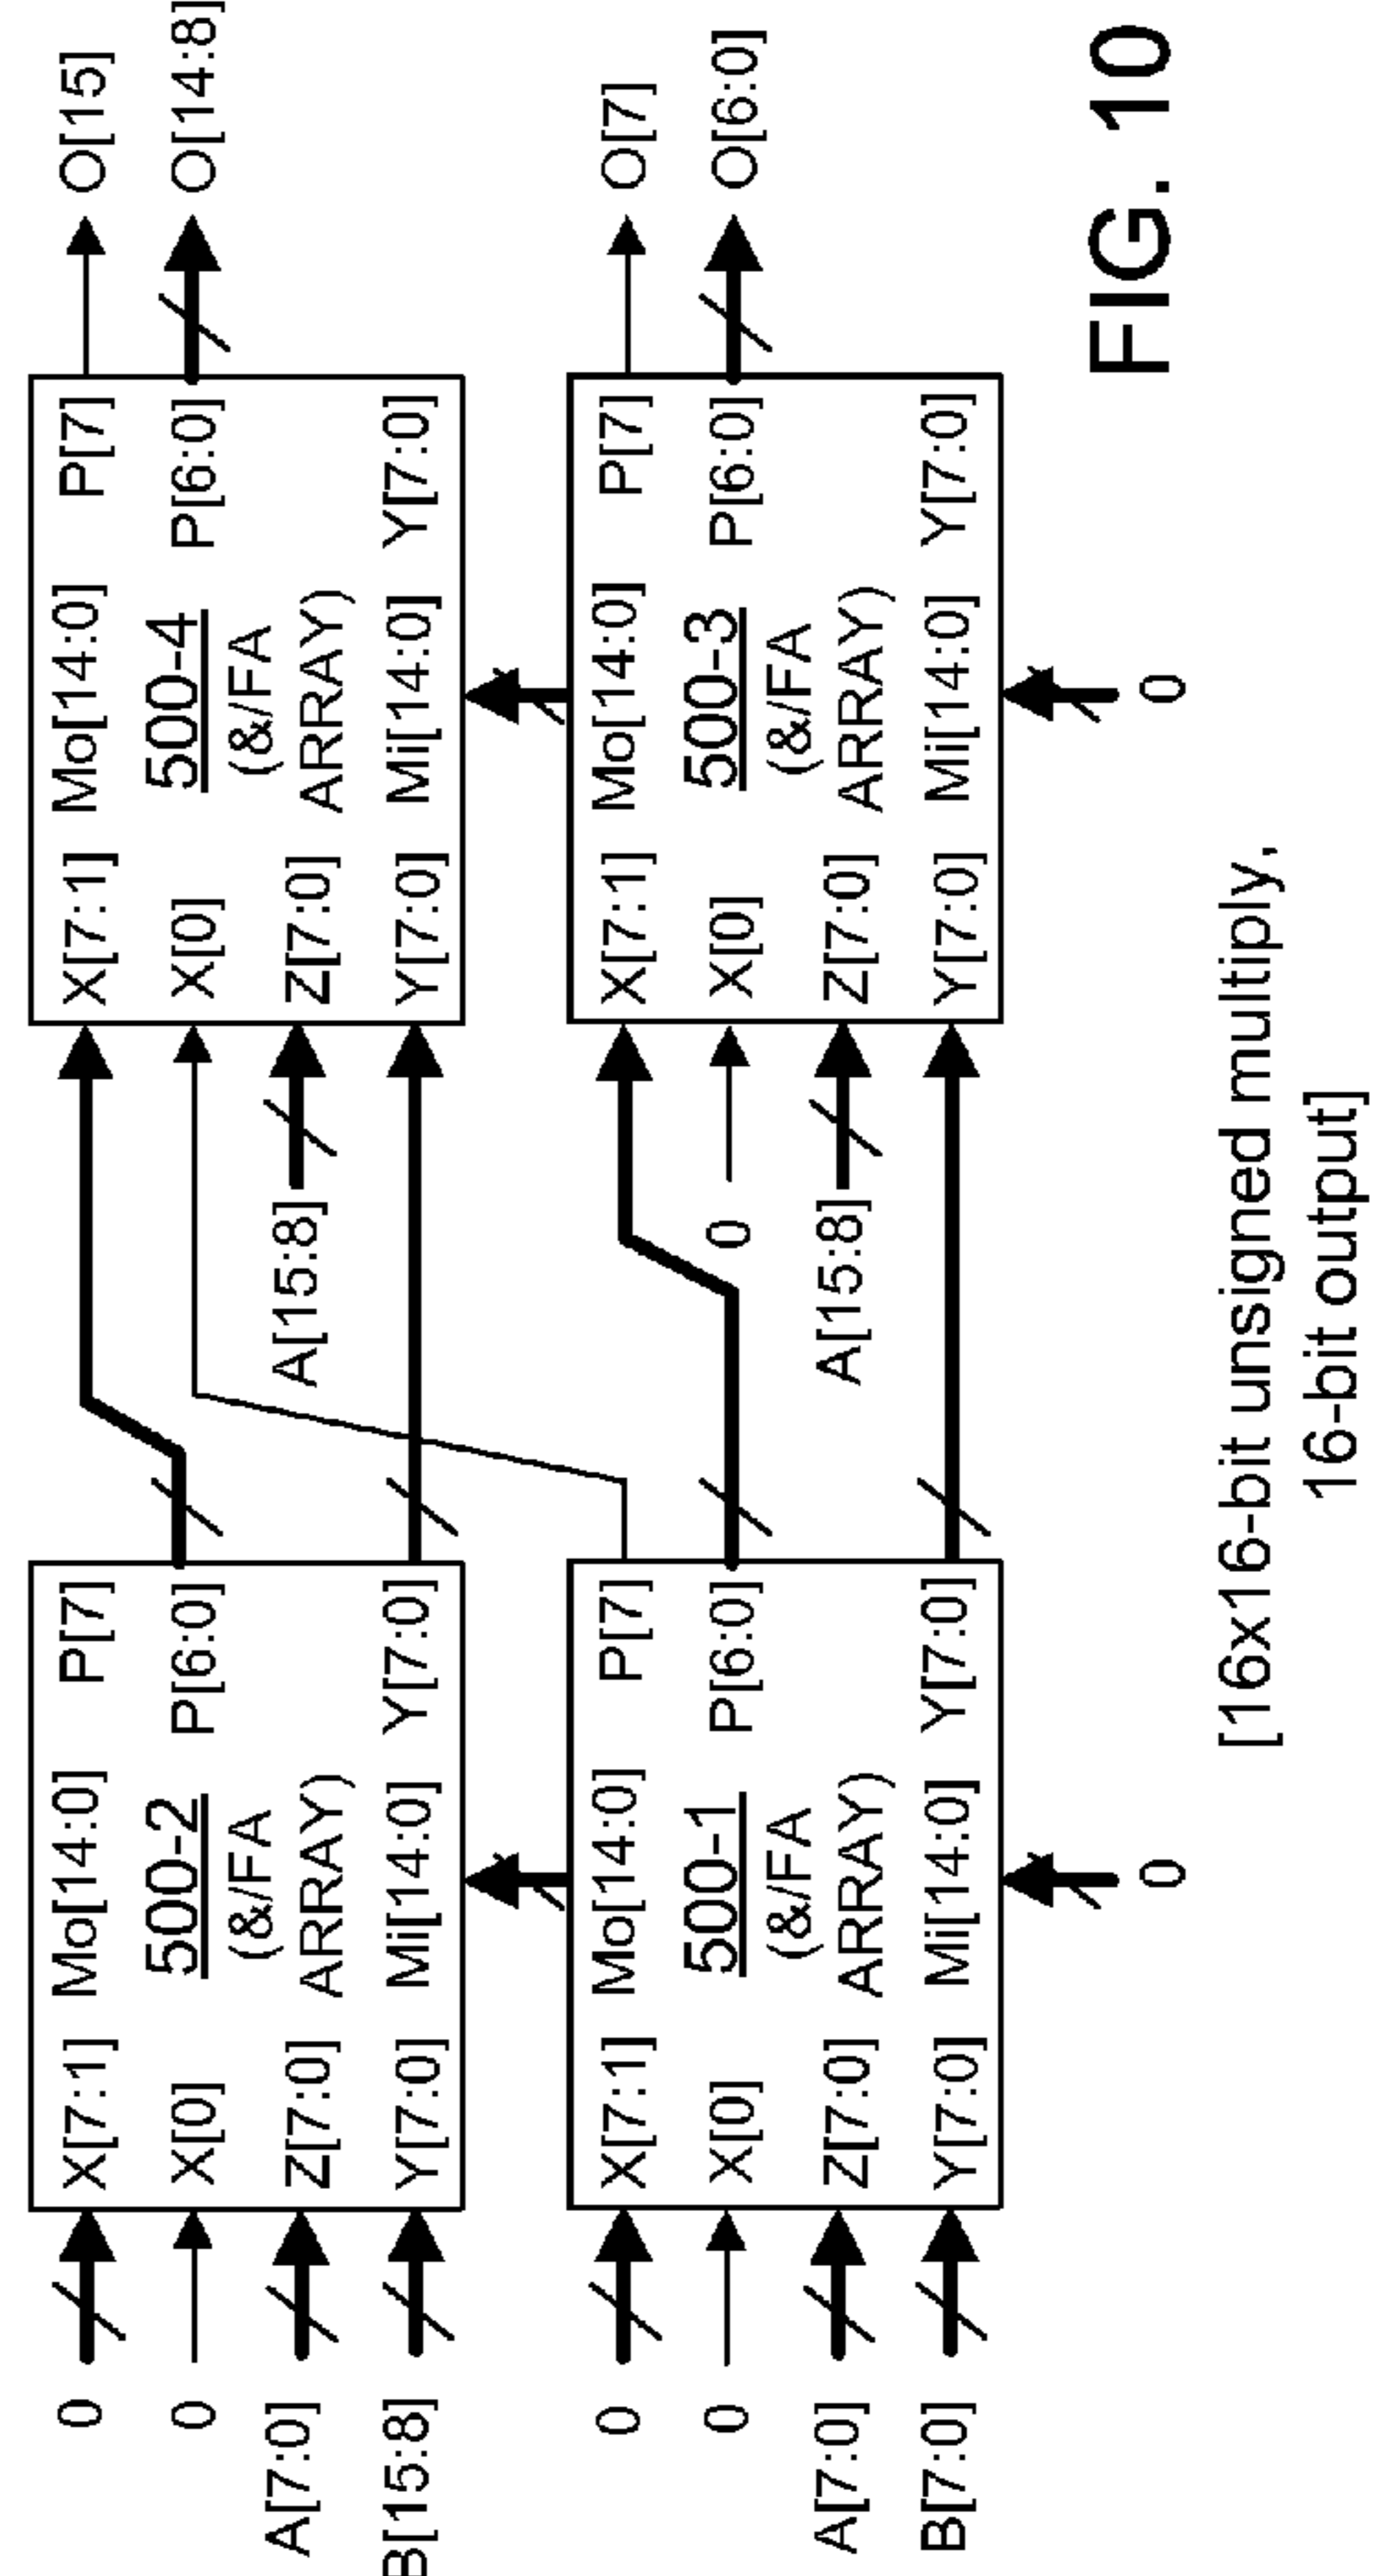 0 X[7:1] Mo[14:0] P[7] X[7:1] Mo[14:0] P[7] O[15]
0 X[0] 500-2 P[6:0] X[0] 500-4 P[6:0] O[14:8]
(&/FA (&/FA
A[7:0] Z[7:0] ARRAY) A[15:8] Z[7:0] ARRAY)
B[15:8] Y[7:0] Mi[14:0] Y[7:0] Y[7:0] Mi[14:0] Y[7:0]
0 X[7:1] Mo[14:0] P[7] X[7:1] Mo[14:0] P[7] O[7]
0 X[0] 500-1 P[6:0] 0 X[0] 500-3 P[6:0] O[6:0]
(&/FA (&/FA
A[7:0] Z[7:0] ARRAY) A[15:8] Z[7:0] ARRAY)
B[7:0] Y[7:0] Mi[14:0] Y[7:0] Y[7:0] Mi[14:0] Y[7:0]
0 0
FIG. 10
[16x16-bit unsigned multiply,
16-bit output]